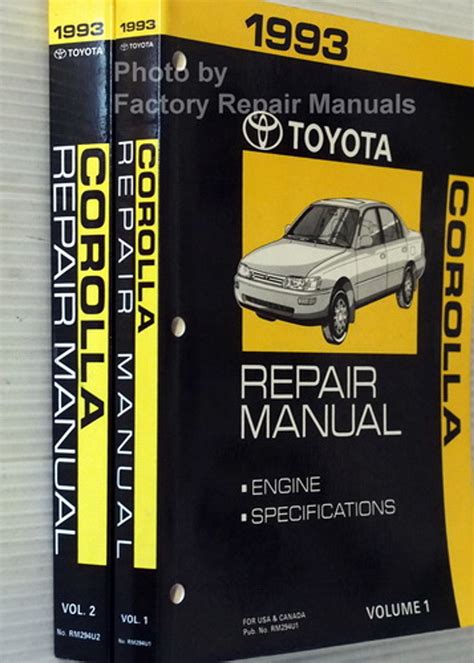 1993
TOYOTA
COROLLA
REPAIR MANUAL
VOL. 2
No. RM294U2
1993
TOYOTA
COROLLA
REPAIR MANUAL
VOL. 1
No. RM294U1
Photo by
Factory Repair Manuals
1993
TOYOTA
COROLLA
REPAIR
MANUAL
▪ ENGINE
▪ SPECIFICATIONS
FOR USA & CANADA
Pub. No. RM294U1
VOLUME 1